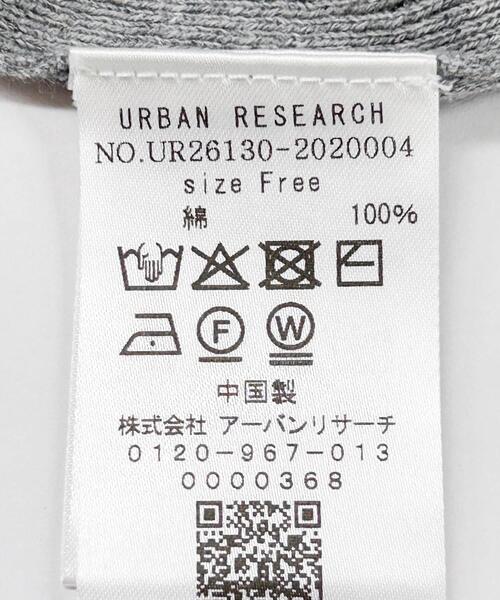 URBAN RESEARCH
NO.UR26130-2020004
size Free
綿 100%
F W
中国製
株式会社 アーバンリサーチ
0120-967-013
0000368